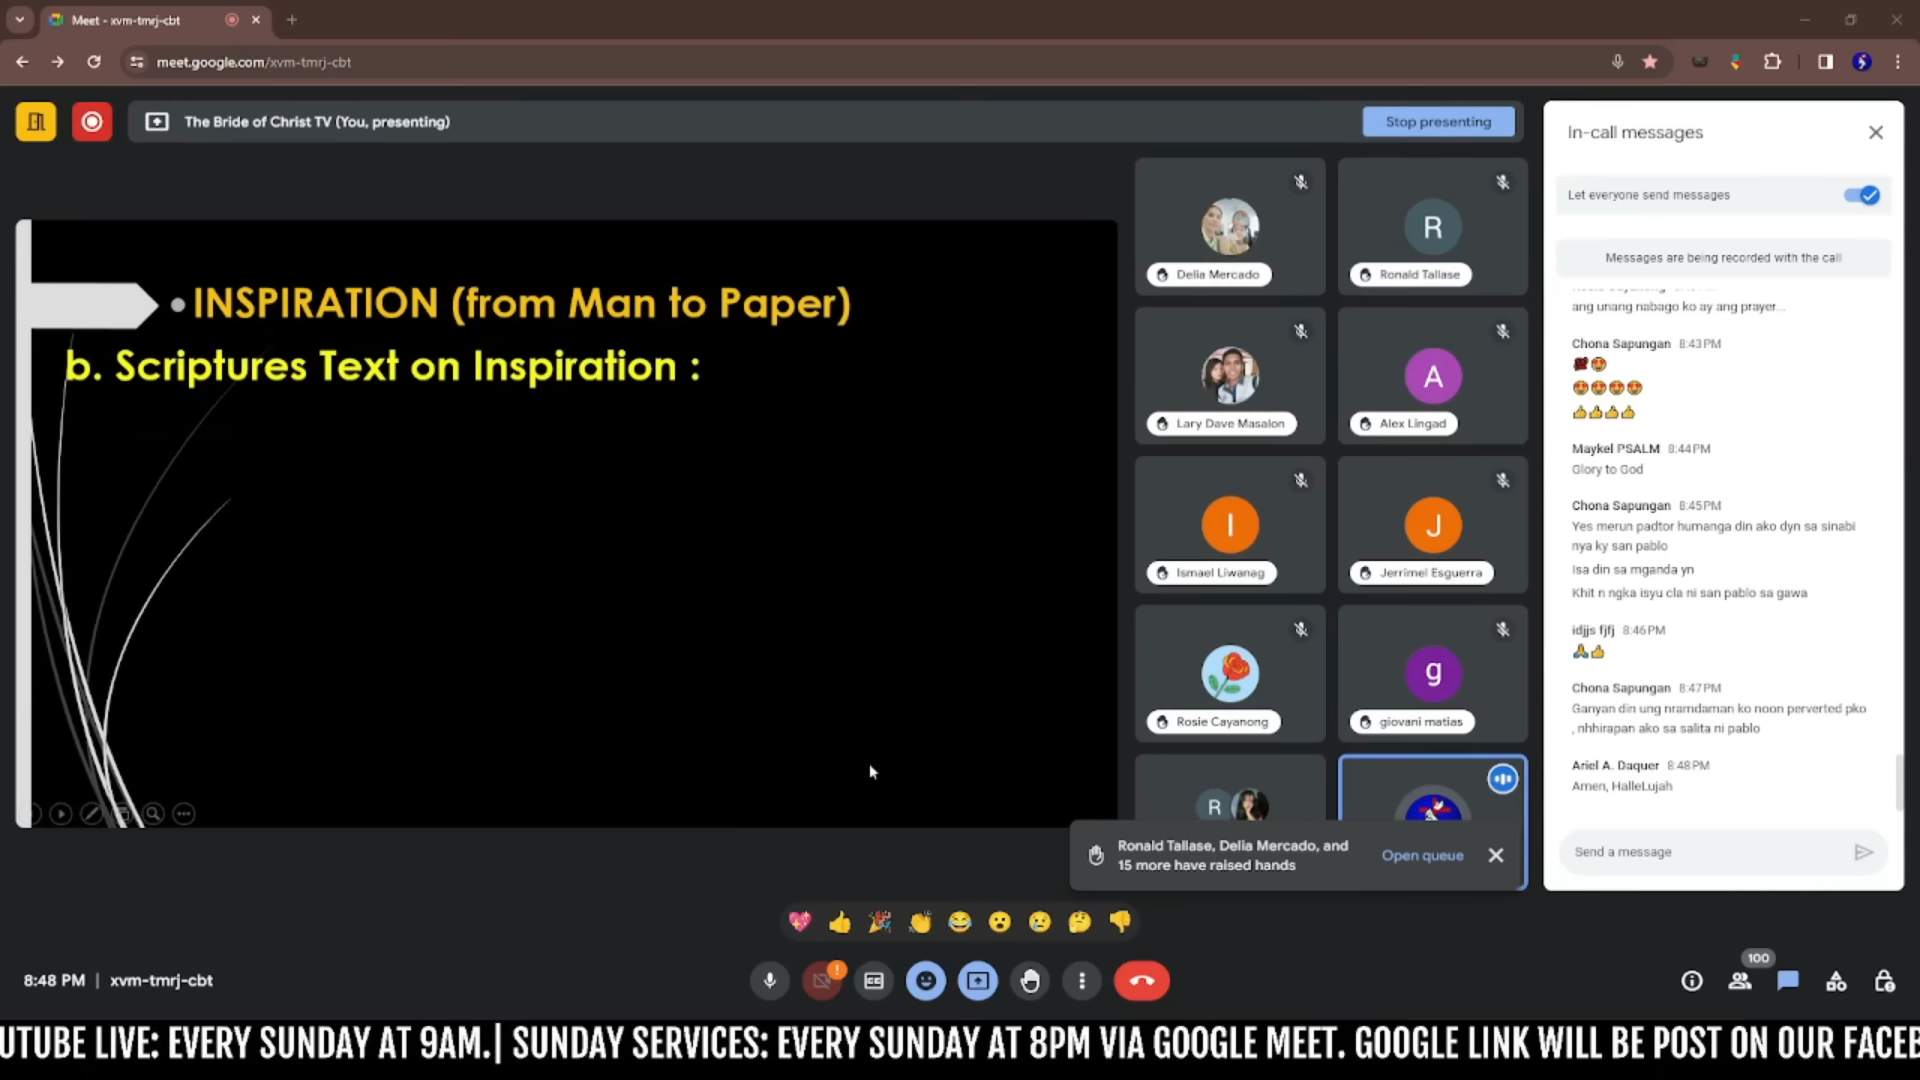 Meet - xvm-tmrj-cbt
meet.google.com/xvm-tmrj-cbt
The Bride of Christ TV (You, presenting)
Stop presenting
• INSPIRATION (from Man to Paper)
b. Scriptures Text on Inspiration :
Delia Mercado
R
Ronald Tallase
Lary Dave Masalon
A
Alex Lingad
I
Ismael Liwanag
J
Jerrimel Esguerra
Rosie Cayanong
g
giovani matias
R
Ronald Tallase, Delia Mercado, and
15 more have raised hands
Open queue
In-call messages
Let everyone send messages
Messages are being recorded with the call
ang unang nabago ko ay ang prayer...
Chona Sapungan 8:43 PM
Maykel PSALM 8:44 PM
Glory to God
Chona Sapungan 8:45 PM
Yes merun padtor humanga din ako dyn sa sinabi
nya ky san pablo
Isa din sa mganda yn
Khit n ngka isyu cla ni san pablo sa gawa
idjjs fjfj 8:46 PM
Chona Sapungan 8:47 PM
Ganyan din ung nramdaman ko noon perverted pko
, nhhirapan ako sa salita ni pablo
Ariel A. Daquer 8:48 PM
Amen, HalleLujah
Send a message
8:48 PM | xvm-tmrj-cbt
100
UTUBE LIVE: EVERY SUNDAY AT 9AM.| SUNDAY SERVICES: EVERY SUNDAY AT 8PM VIA GOOGLE MEET. GOOGLE LINK WILL BE POST ON OUR FACEB